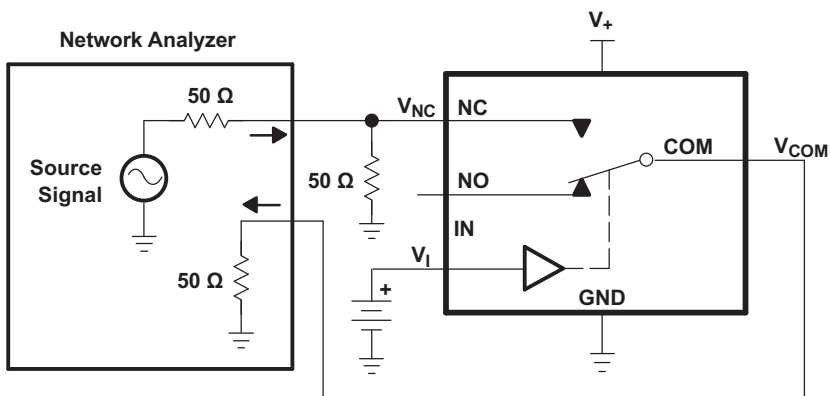 V+
Network Analyzer
50 Ω
VNC
NC
COM
VCOM
Source
Signal
50 Ω
NO
IN
VI
50 Ω
+
GND